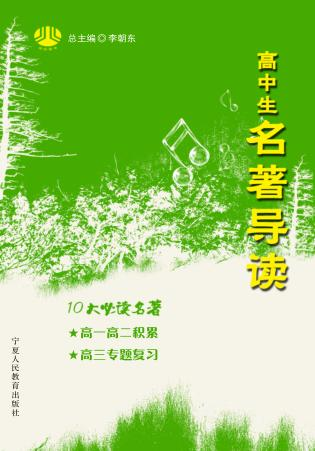 总主编◎李朝东
高中生
名著导读
10大必读名著
★高一高二积累
★高三专题复习
宁夏人民教育出版社